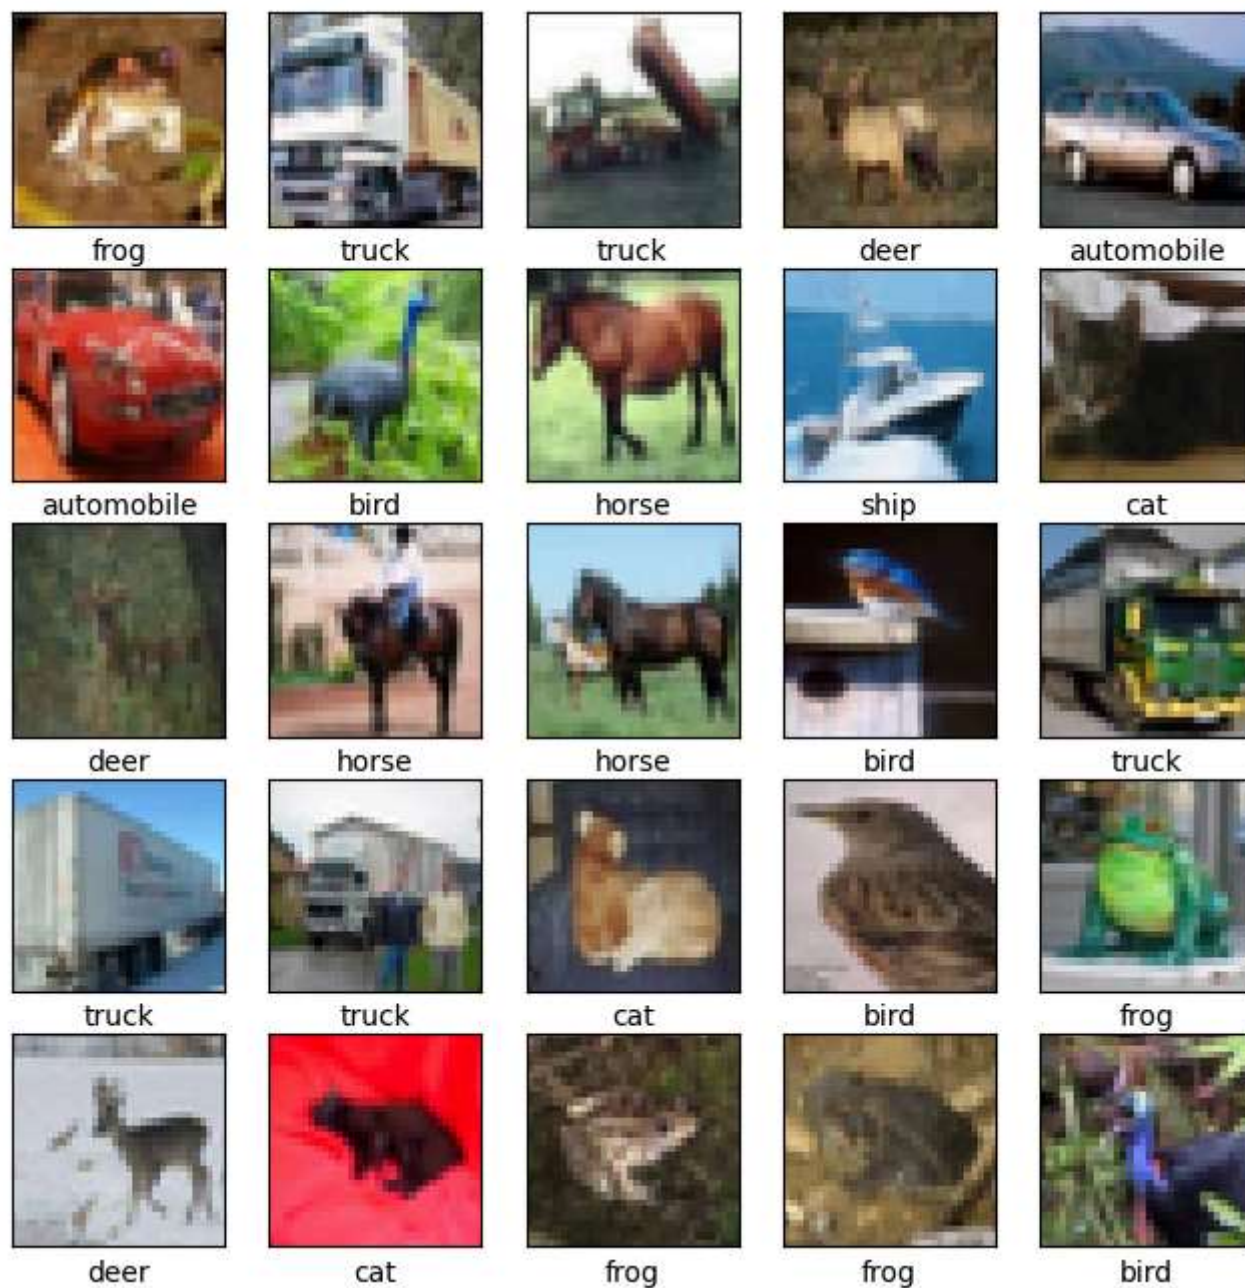 frog truck truck deer automobile
automobile bird horse ship cat
deer horse horse bird truck
truck truck cat bird frog
deer cat frog frog bird